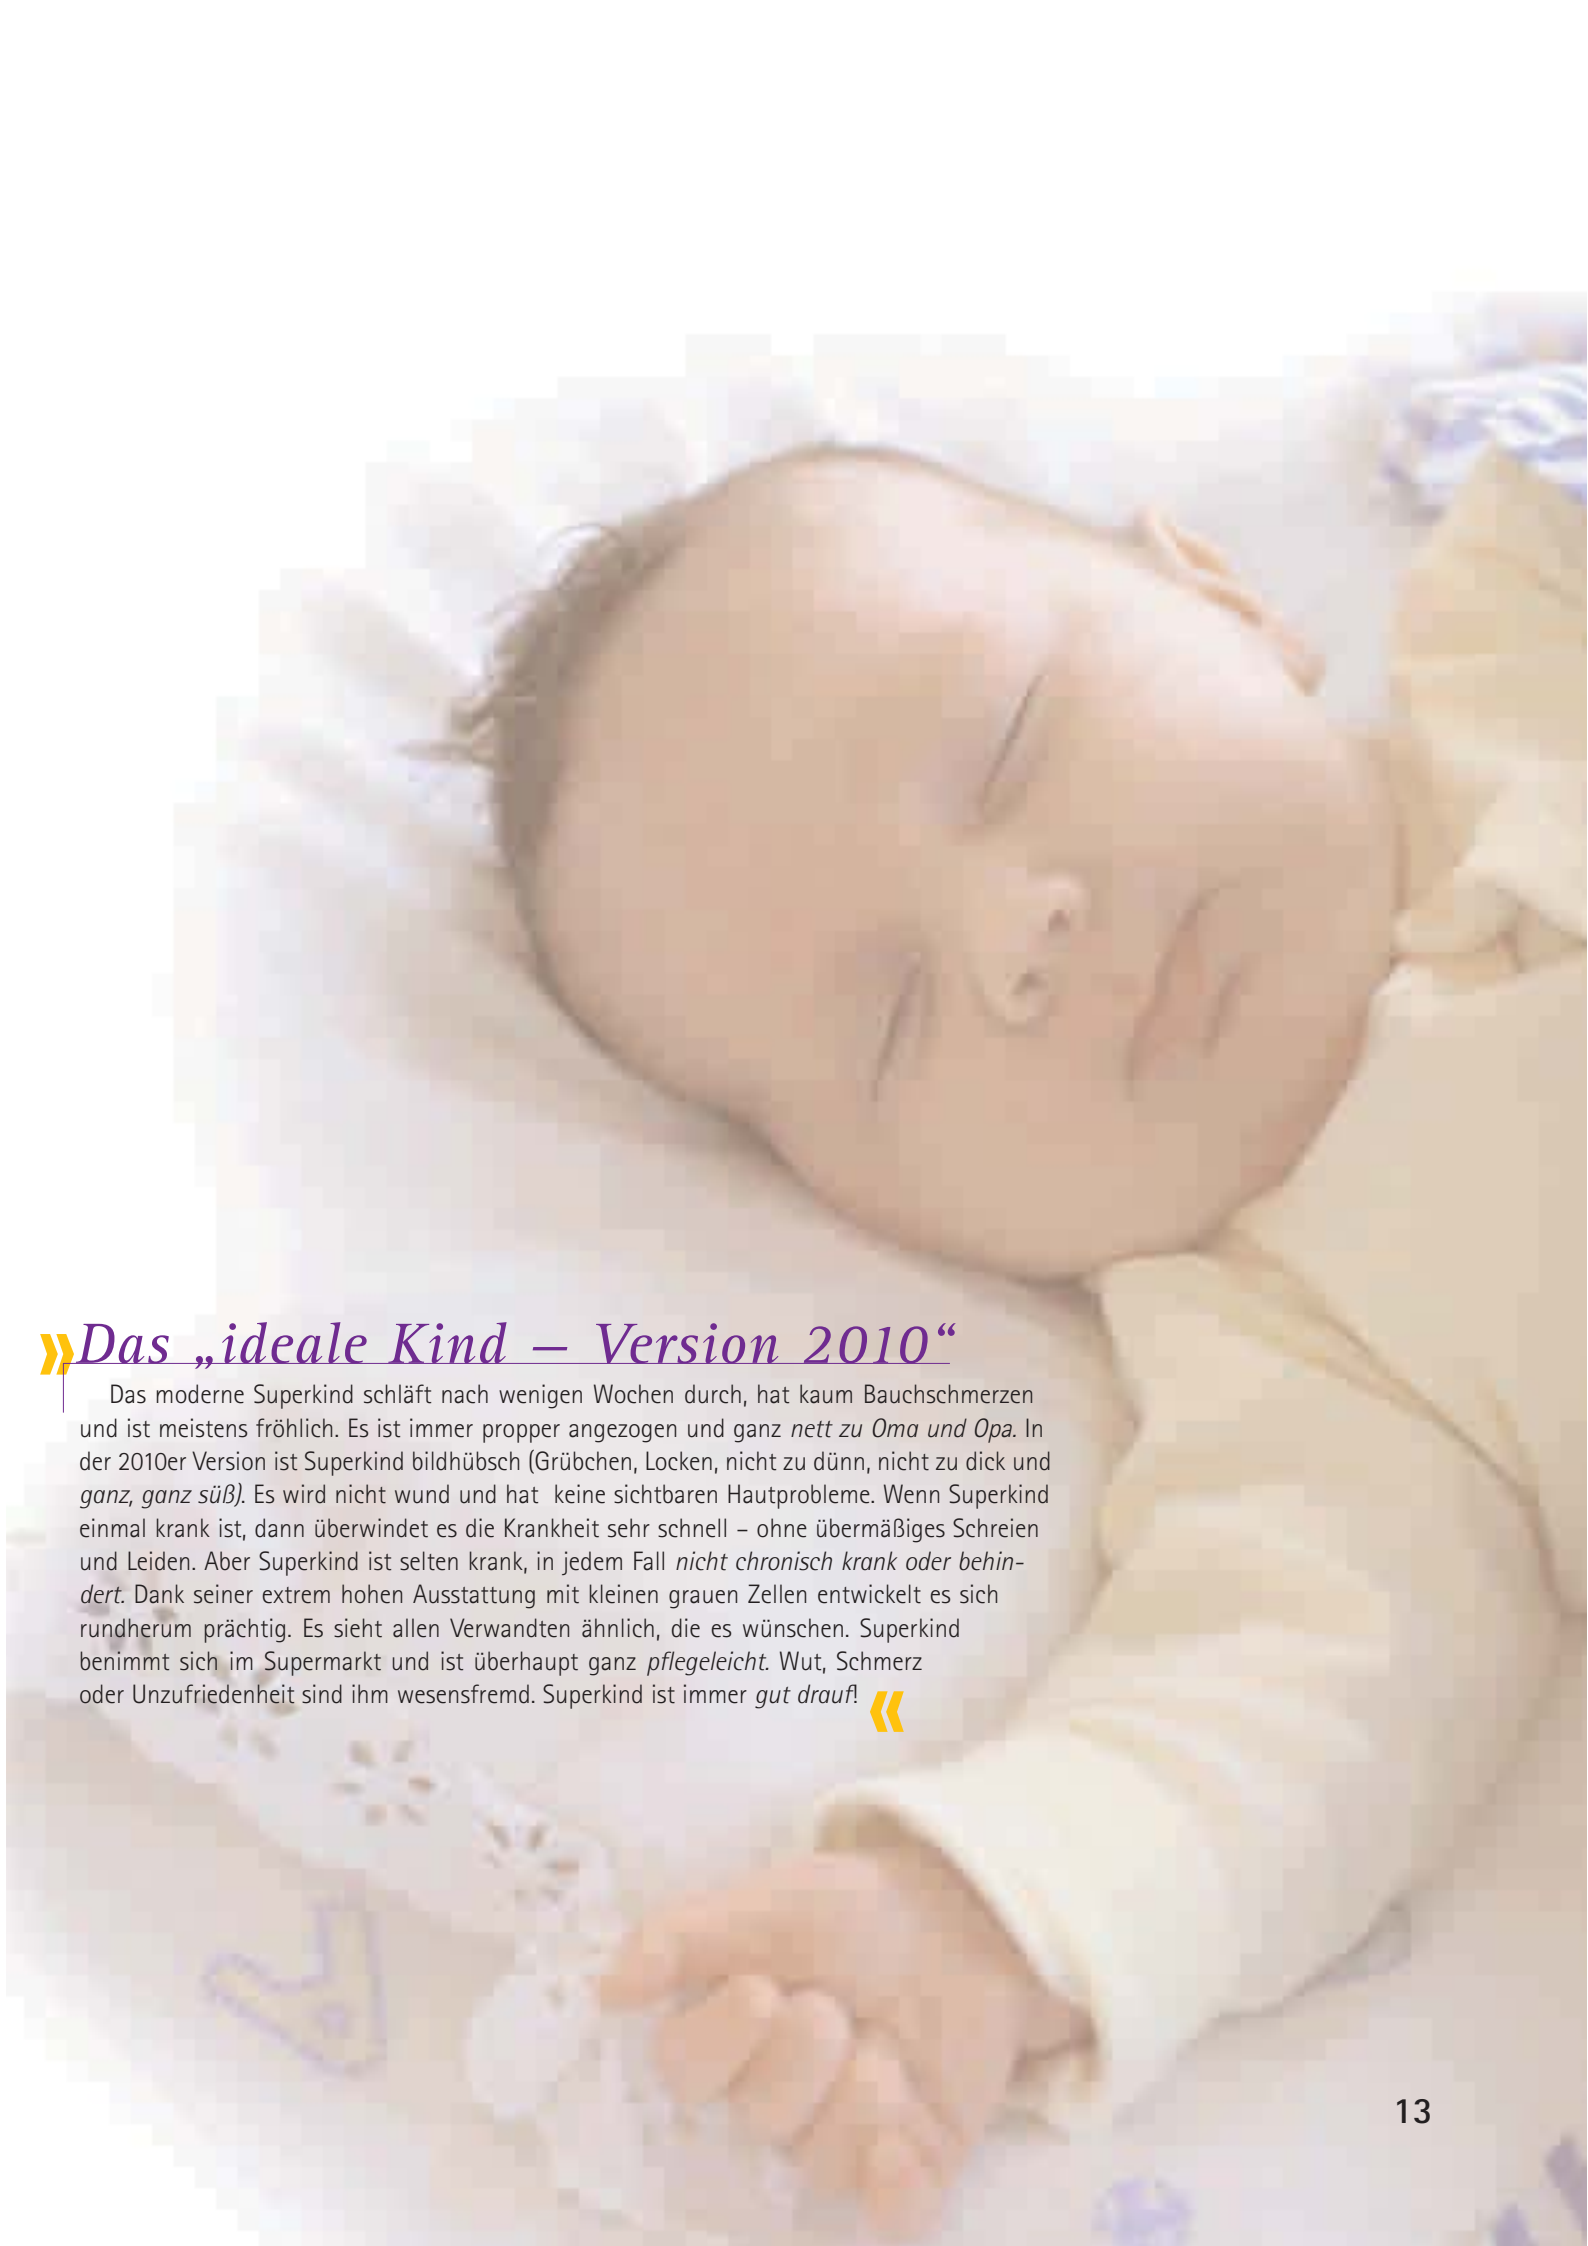 » Das „ideale Kind – Version 2010“
Das moderne Superkind schläft nach wenigen Wochen durch, hat kaum Bauchschmerzen
und ist meistens fröhlich. Es ist immer propper angezogen und ganz nett zu Oma und Opa. In
der 2010er Version ist Superkind bildhübsch (Grübchen, Locken, nicht zu dünn, nicht zu dick und
ganz, ganz süß). Es wird nicht wund und hat keine sichtbaren Hautprobleme. Wenn Superkind
einmal krank ist, dann überwindet es die Krankheit sehr schnell – ohne übermäßiges Schreien
und Leiden. Aber Superkind ist selten krank, in jedem Fall nicht chronisch krank oder behin-
dert. Dank seiner extrem hohen Ausstattung mit kleinen grauen Zellen entwickelt es sich
rundherum prächtig. Es sieht allen Verwandten ähnlich, die es wünschen. Superkind
benimmt sich im Supermarkt und ist überhaupt ganz pflegeleicht. Wut, Schmerz
oder Unzufriedenheit sind ihm wesensfremd. Superkind ist immer gut drauf! «
13